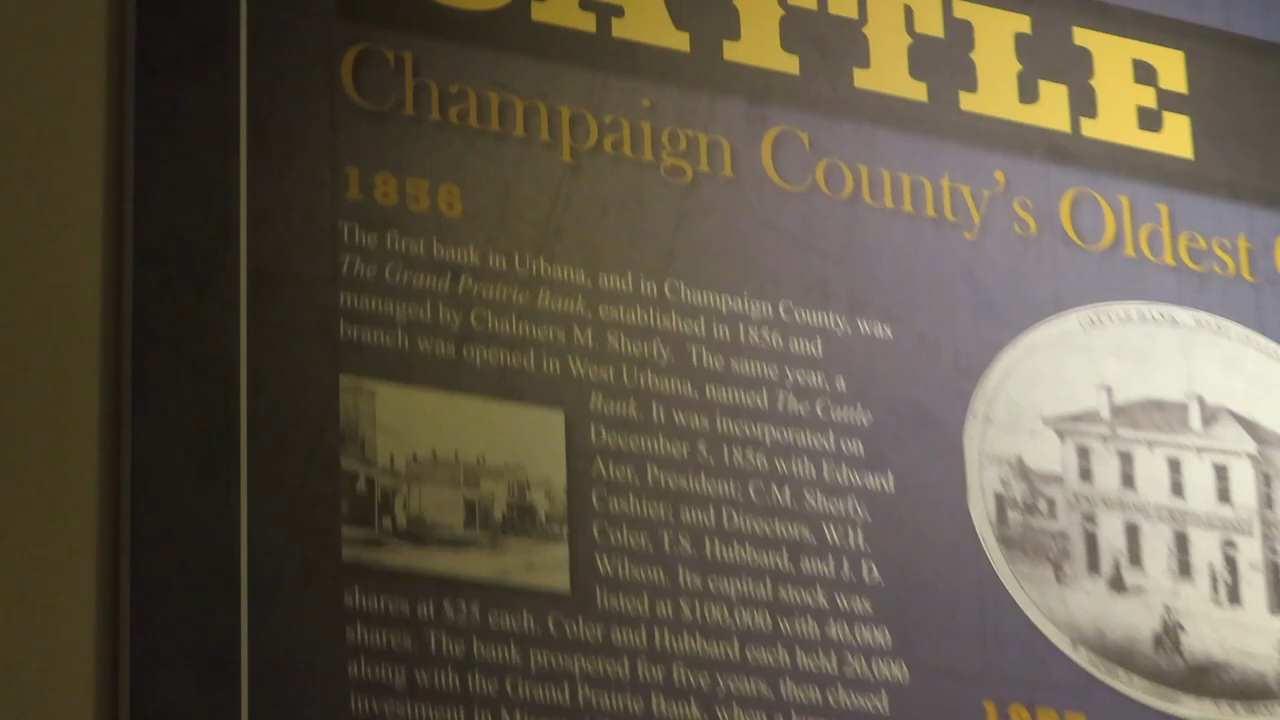 CATTLE
Champaign County's Oldest
1856
The first bank in Urbana, and in Champaign County, was
The Grand Prairie Bank, established in 1856 and
managed by Chalmers M. Sherfy. The same year, a
branch was opened in West Urbana, named The Cattle
Bank. It was incorporated on
December 5, 1856 with Edward
Ater, President; C.M. Sherfy,
Cashier; and Directors, W.H.
Coler, T.S. Hubbard, and J. D.
Wilson. Its capital stock was
listed at $100,000 with 40,000
shares at $25 each. Coler and Hubbard each held 20,000
shares. The bank prospered for five years, then closed
along with the Grand Prairie Bank, when a
investment in